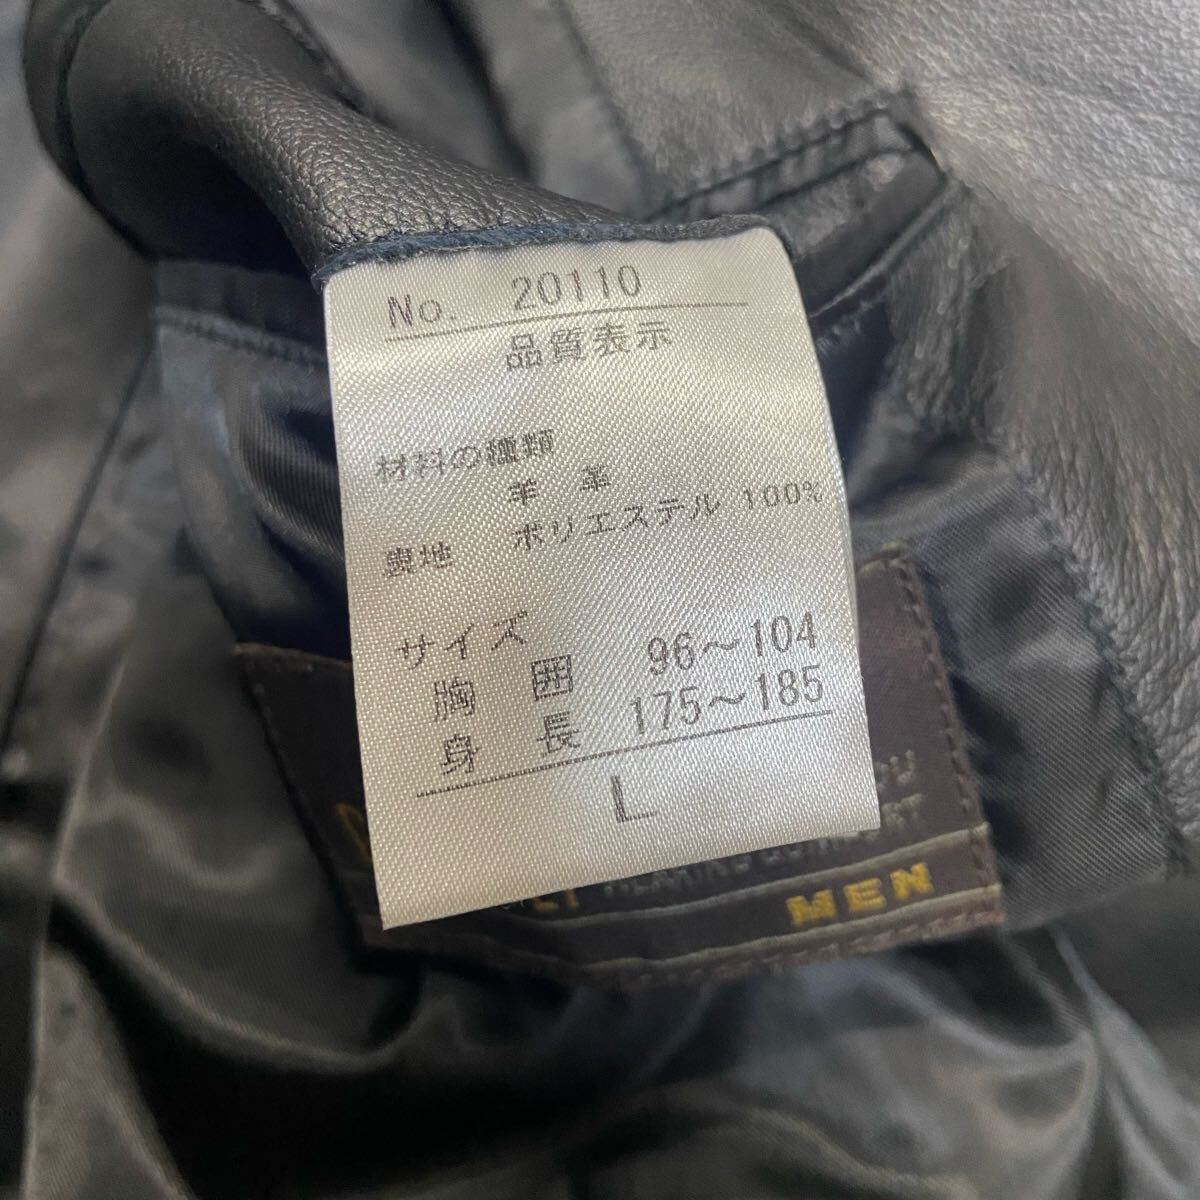 No. 20110
品質表示
材料の種類
羊 革
裏地 ポリエステル 100%
サイズ
胸 囲 96〜104
身 長 175〜185
L
MEN